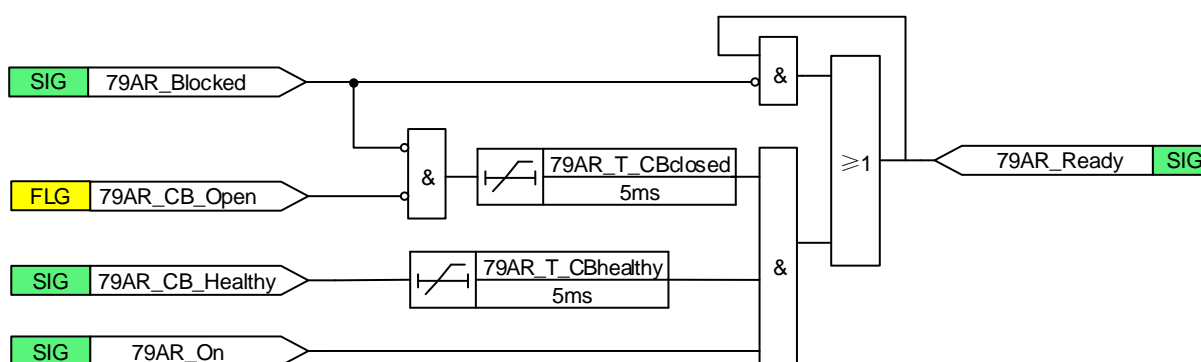 SIG 79AR_Blocked
&
79AR_T_CBclosed
≥1
79AR_Ready SIG
&
FLG 79AR_CB_Open
5ms
SIG 79AR_CB_Healthy
79AR_T_CBhealthy
&
5ms
SIG 79AR_On